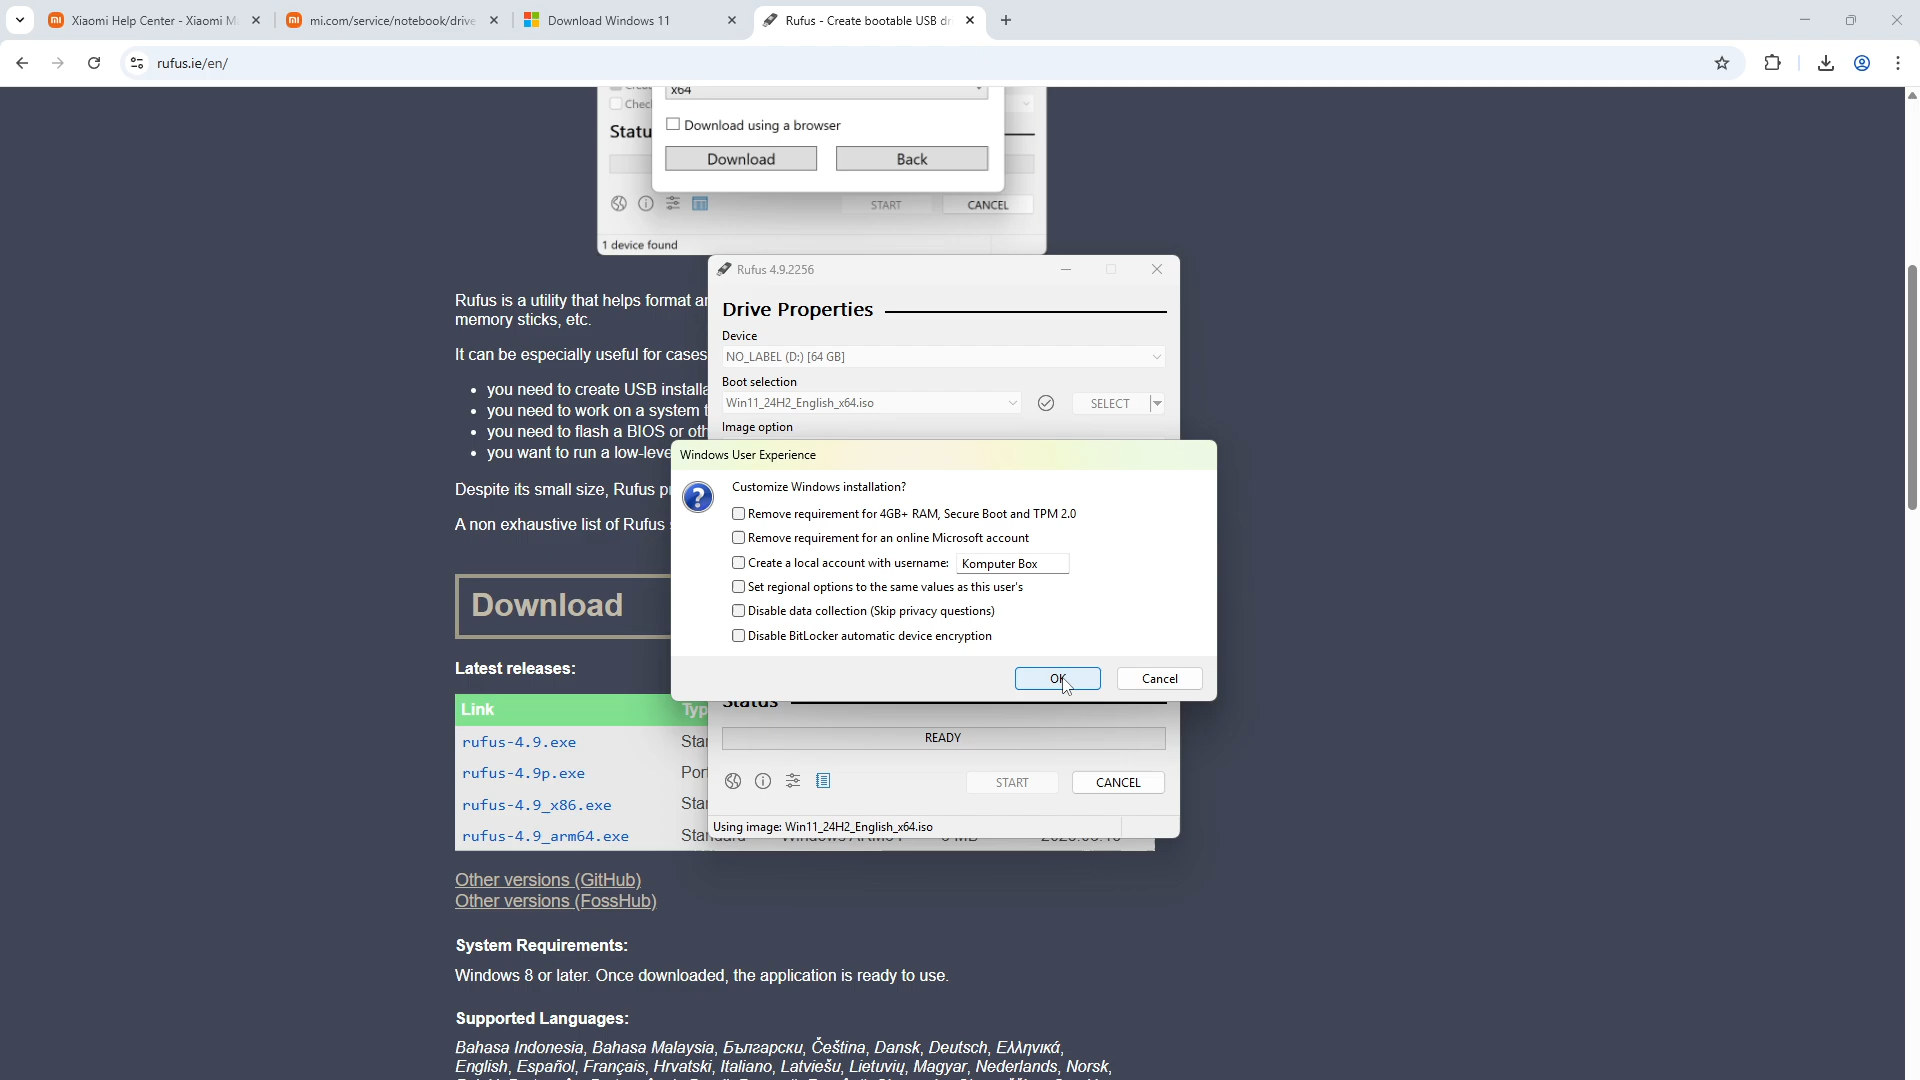 Xiaomi Help Center - Xiaomi M
mi.com/service/notebook/drive
Download Windows 11
Rufus - Create bootable USB dr
rufus.ie/en/
x64
Download using a browser
Download
Back
Statu
START
CANCEL
1 device found
Rufus is a utility that helps format a
memory sticks, etc.
It can be especially useful for cases
you need to create USB installa
you need to work on a system
you need to flash a BIOS or oth
you want to run a low-leve
Despite its small size, Rufus p
A non exhaustive list of Rufus
Download
Latest releases:
Link
Typ
rufus-4.9.exe
Star
rufus-4.9p.exe
Port
rufus-4.9_x86.exe
Star
rufus-4.9_arm64.exe
Standard
Other versions (GitHub)
Other versions (FossHub)
System Requirements:
Windows 8 or later. Once downloaded, the application is ready to use.
Supported Languages:
Bahasa Indonesia, Bahasa Malaysia, Български, Čeština, Dansk, Deutsch, Ελληνικά,
English, Español, Français, Hrvatski, Italiano, Latviešu, Lietuvių, Magyar, Nederlands, Norsk,
Rufus 4.9.2256
Drive Properties
Device
NO_LABEL (D:) [64 GB]
Boot selection
Win11_24H2_English_x64.iso
SELECT
Image option
Windows User Experience
Customize Windows installation?
Remove requirement for 4GB+ RAM, Secure Boot and TPM 2.0
Remove requirement for an online Microsoft account
Create a local account with username: Komputer Box
Set regional options to the same values as this user's
Disable data collection (Skip privacy questions)
Disable BitLocker automatic device encryption
OK
Cancel
Status
READY
START
CANCEL
Using image: Win11_24H2_English_x64.iso